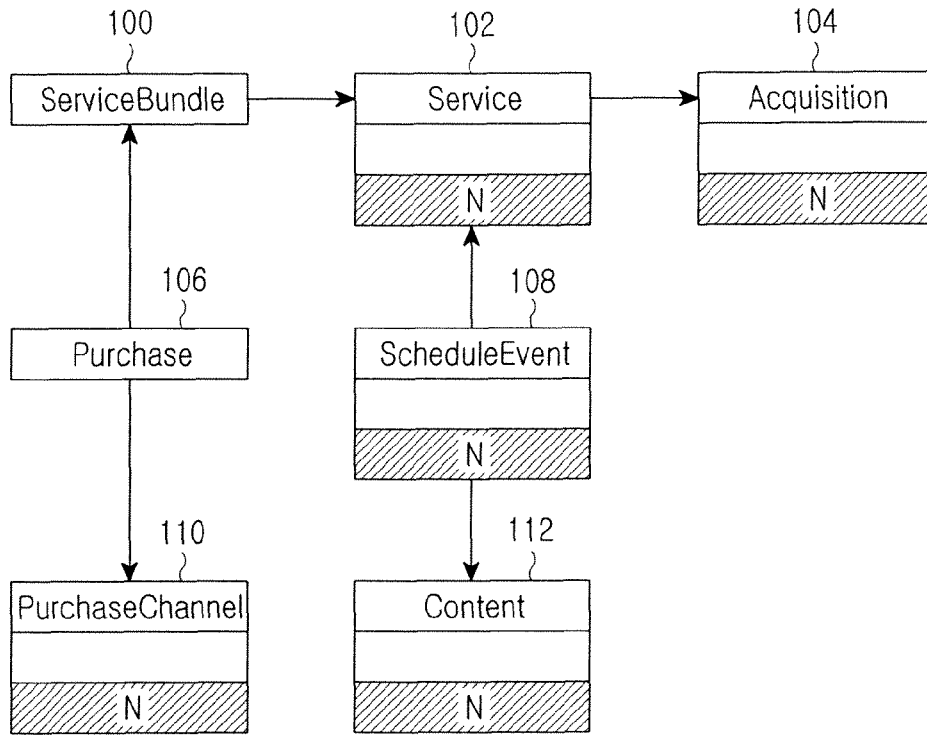 100
102
104
ServiceBundle
Service
Acquisition
N
N
106
108
Purchase
ScheduleEvent
N
110
112
PurchaseChannel
Content
N
N